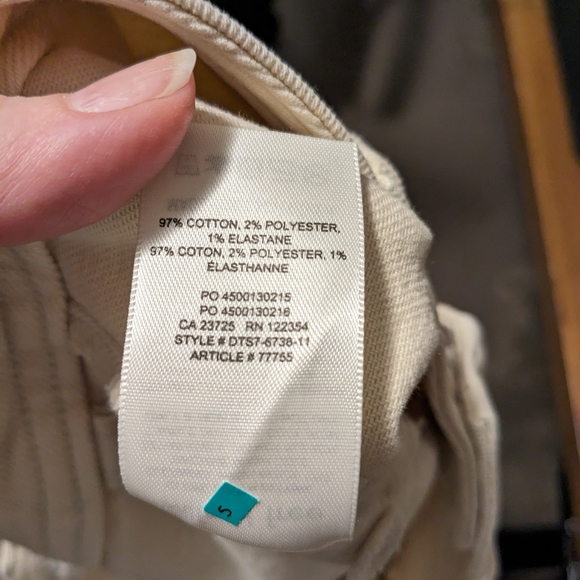 97% COTTON, 2% POLYESTER,
1% ELASTANE
97% COTON, 2% POLYESTER, 1%
ÉLASTHANNE
PO 4500130215
PO 4500130216
CA 23725 RN 122354
STYLE # DTS7-6738-11
ARTICLE # 77755
5